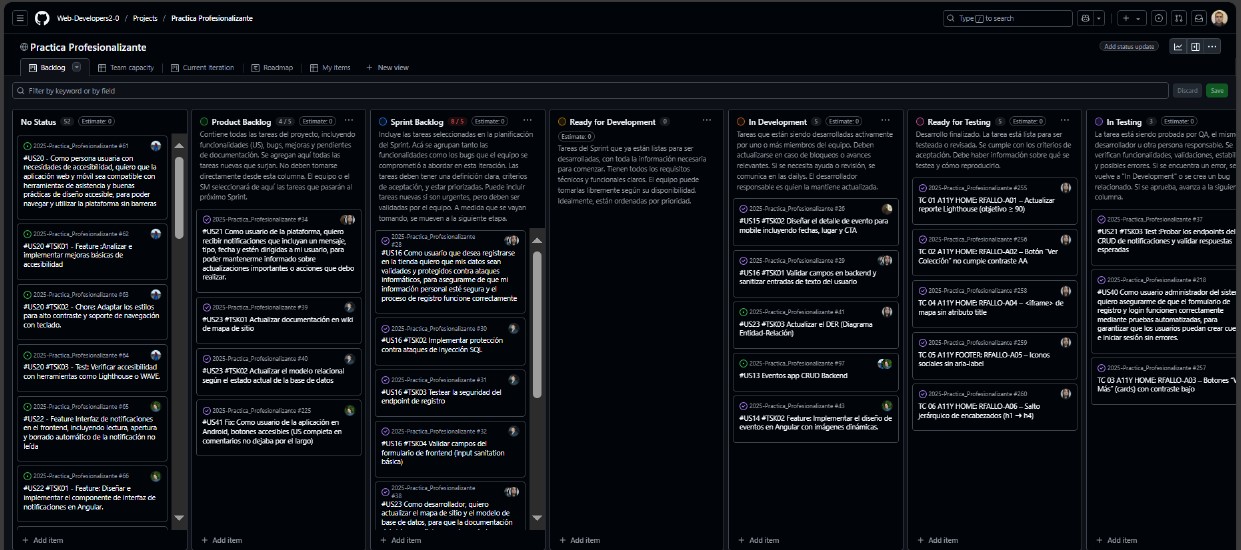 Web-Developers2-0 / Projects / Practica Profesionalizante
Type / to search
Practica Profesionalizante
Add status update
Backlog
Team capacity
Current iteration
Roadmap
My items
+ New view
Filter by keyword or by field
Discard
Save
No Status 52 Estimate: 0
2025-Practica_Profesionalizante #61
#US20 - Como persona usuario con
necesidades de accesibilidad, quiero que la
aplicación web y móvil sea compatible con
herramientas de asistencia y buenas
prácticas de diseño accesible, para poder
navegar y utilizar la plataforma sin barreras
2025-Practica_Profesionalizante #62
#US20 #TSK01 - Feature :Analizar e
implementar mejoras básicas de
accesibilidad
2025-Practica_Profesionalizante #63
#US20 #TSK02 - Chore: Adaptar los estilos
para alto contraste y soporte de navegación
con teclado.
2025-Practica_Profesionalizante #64
#US20 #TSK03 - Test: Verificar accesibilidad
con herramientas como Lighthouse o WAVE.
2025-Practica_Profesionalizante #65
#US22 - Feature Interfaz de notificaciones
en el frontend, incluyendo lectura, apertura
y borrado automático de la notificación no
leída
2025-Practica_Profesionalizante #66
#US22 #TSK01 - Feature: Diseñar e
implementar el componente de interfaz de
notificaciones en Angular.
+ Add item
Product Backlog 4 / 5 Estimate: 0
Contiene todas las tareas del proyecto, incluyendo
funcionalidades (US), bugs, mejoras y pendientes
de documentación. Se agregan aquí todas las
tareas nuevas que surjan. No moverlas
directamente desde esta columna. El equipo o el
SM seleccionará de aquí las tareas que pasarán al
próximo Sprint.
2025-Practica_Profesionalizante #34
#US21 Como usuario de la plataforma, quiero
recibir notificaciones que incluyan un mensaje,
tipo, fecha y estén dirigidas a mi usuario, para
poder mantenerme informado sobre
actualizaciones importantes o acciones que debo
realizar.
2025-Practica_Profesionalizante #39
#US23 #TSK01 Actualizar documentación en wiki
de mapa de sitio
2025-Practica_Profesionalizante #40
#US23 #TSK02 Actualizar el modelo relacional
según el estado actual de la base de datos
2025-Practica_Profesionalizante #225
#US41 Fix: Como usuario de la aplicación en
Android, botones accesibles (US completa en
comentarios no dejaba por el largo)
+ Add item
Sprint Backlog 8 / 5 Estimate: 0
Incluye las tareas seleccionadas en la planificación
del Sprint. Acá se agrupan tanto las
funcionalidades como los bugs que el equipo se
comprometió a abordar en esta iteración. Las
tareas deben tener una definición clara, criterios
de aceptación, y estar priorizadas. Puede incluir
tareas nuevas si son urgentes, pero deben ser
validadas por el equipo. A medida que se vayan
tomando, se mueven a la siguiente etapa.
2025-Practica_Profesionalizante
#28
#US16 Como usuario que desea registrarse
en la tienda quiero que mis datos sean
validados y protegidos contra ataques
informáticos, para asegurarme de que mi
información personal esté segura y el
proceso de registro funcione correctamente
2025-Practica_Profesionalizante #30
#US16 #TSK02 Implementar protección
contra ataques de inyección SQL
2025-Practica_Profesionalizante #31
#US16 #TSK03 Testear la seguridad del
endpoint de registro
2025-Practica_Profesionalizante #32
#US16 #TSK04 Validar campos del
formulario de frontend (input sanitation
básica)
2025-Practica_Profesionalizante
#38
#US23 Como desarrollador, quiero
actualizar el mapa de sitio y el modelo de
base de datos, para que la documentación
+ Add item
Ready for Development 0
Estimate: 0
Tareas del Sprint que ya están listas para ser
desarrolladas, con toda la información necesaria
para comenzar. Tienen todos los requisitos
técnicos y funcionales claros. El equipo puede
tomarlas libremente según su disponibilidad.
Idealmente, están ordenadas por prioridad.
+ Add item
In Development 5 Estimate: 0
Tareas que están siendo desarrolladas activamente
por uno o más miembros del equipo. Deben
actualizarse en caso de bloqueos o avances
relevantes. Si se necesita ayuda o revisión, se
comunica en las dailys. El desarrollador
responsable es quien la mantiene actualizada.
2025-Practica_Profesionalizante #26
#US15 #TSK02 Diseñar el detalle de evento para
mobile incluyendo fechas, lugar y CTA
2025-Practica_Profesionalizante #29
#US16 #TSK01 Validar campos en backend y
sanitizar entradas de texto del usuario
2025-Practica_Profesionalizante #41
#US23 #TSK03 Actualizar el DER (Diagrama
Entidad-Relación)
2025-Practica_Profesionalizante #97
#US13 Eventos app CRUD Backend
2025-Practica_Profesionalizante #43
#US14 #TSK02 Feature: Implementar el diseño de
eventos en Angular con imágenes dinámicas.
+ Add item
Ready for Testing 5 Estimate: 0
Desarrollo finalizado. La tarea está lista para ser
testeada o revisada. Se cumple con los criterios de
aceptación. Debe haber información sobre qué se
testea y cómo reproducirlo.
2025-Practica_Profesionalizante #255
TC 01 A11Y HOME: RFALLO-A01 – Actualizar
reporte Lighthouse (objetivo ≥ 90)
2025-Practica_Profesionalizante #256
TC 02 A11Y HOME: RFALLO-A02 – Botón "Ver
Colección" no cumple contraste AA
2025-Practica_Profesionalizante #258
TC 04 A11Y HOME: RFALLO-A04 – <iframe> de
mapa sin atributo title
2025-Practica_Profesionalizante #259
TC 05 A11Y FOOTER: RFALLO-A05 – Iconos
sociales sin aria-label
2025-Practica_Profesionalizante #260
TC 06 A11Y HOME: RFALLO-A06 – Salto
jerárquico de encabezados (h1 → h4)
+ Add item
In Testing 3 Estimate: 0
La tarea está siendo probada por QA, el mism
desarrollador u otra persona responsable. Se
verifican funcionalidades, validaciones, estabili
y posibles errores. Si se encuentra un error, se
vuelve a "In Development" o se crea un bug
relacionado. Si se aprueba, avanza a la siguien
columna.
2025-Practica_Profesionalizante #37
#US21 #TSK03 Test :Probar los endpoints del
CRUD de notificaciones y validar respuestas
esperadas
2025-Practica_Profesionalizante #218
#US40 Como usuario administrador del sistem
quiero asegurarme de que el formulario de
registro y login funcionen correctamente
mediante pruebas automatizadas, para
garantizar que los usuarios puedan crear cue
e iniciar sesión sin errores.
2025-Practica_Profesionalizante #257
TC 03 A11Y HOME: RFALLO-A03 – Botones "V
Más" (cards) con contraste bajo
+ Add item